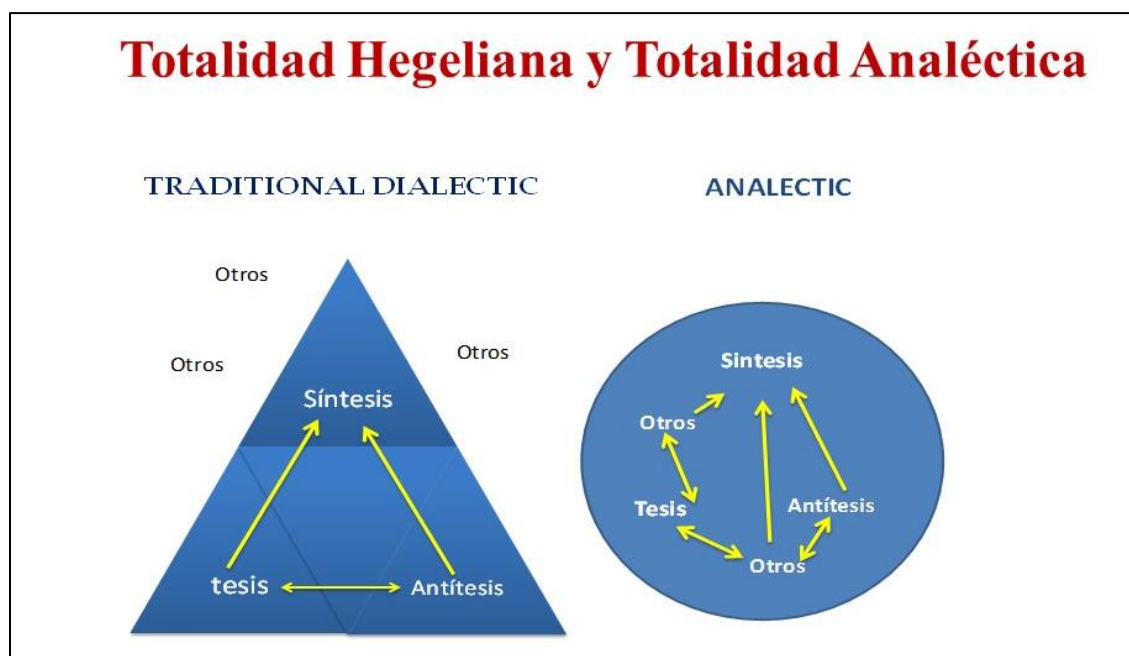 Totalidad Hegeliana y Totalidad Analéctica
TRADITIONAL DIALECTIC
ANALECTIC
Otros
Otros
Otros
Síntesis
tesis
Antítesis
Sintesis
Otros
Tesis
Antítesis
Otros